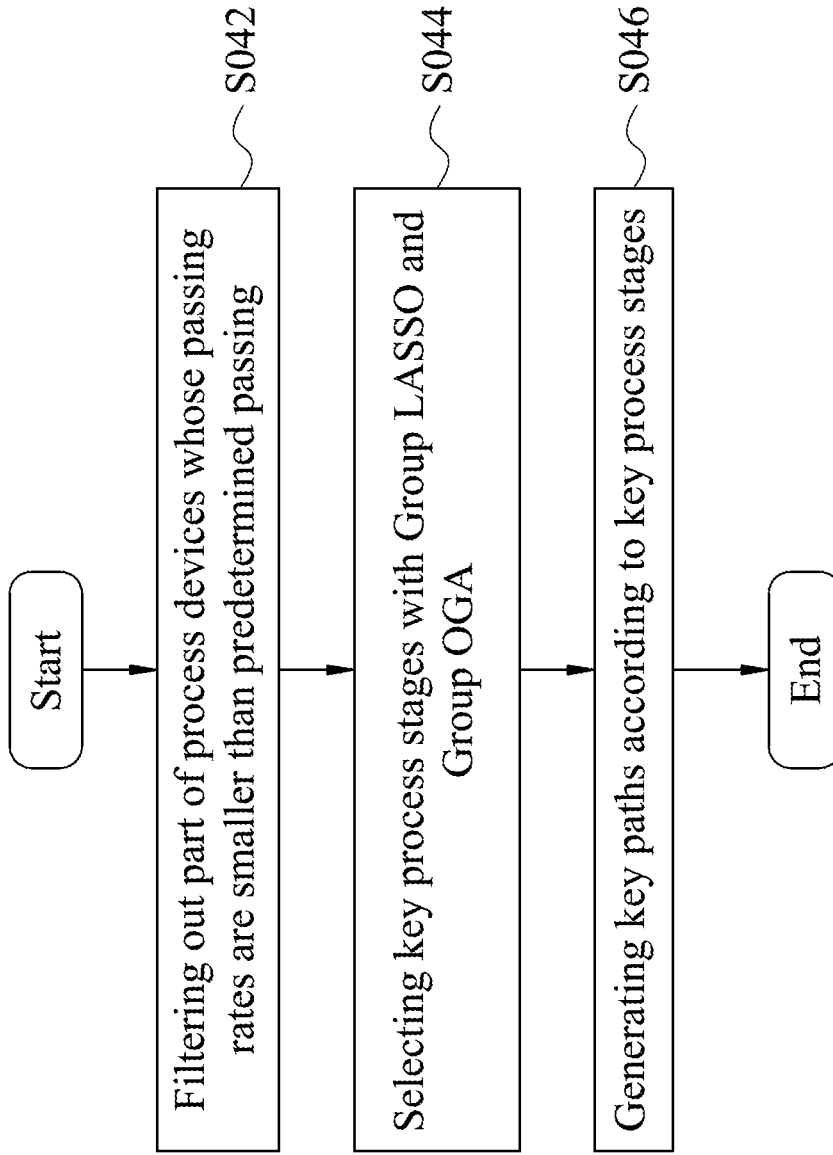 Start
Filtering out part of process devices whose passing
rates are smaller than predetermined passing
S042
Selecting key process stages with Group LASSO and
Group OGA
S044
Generating key paths according to key process stages
S046
End